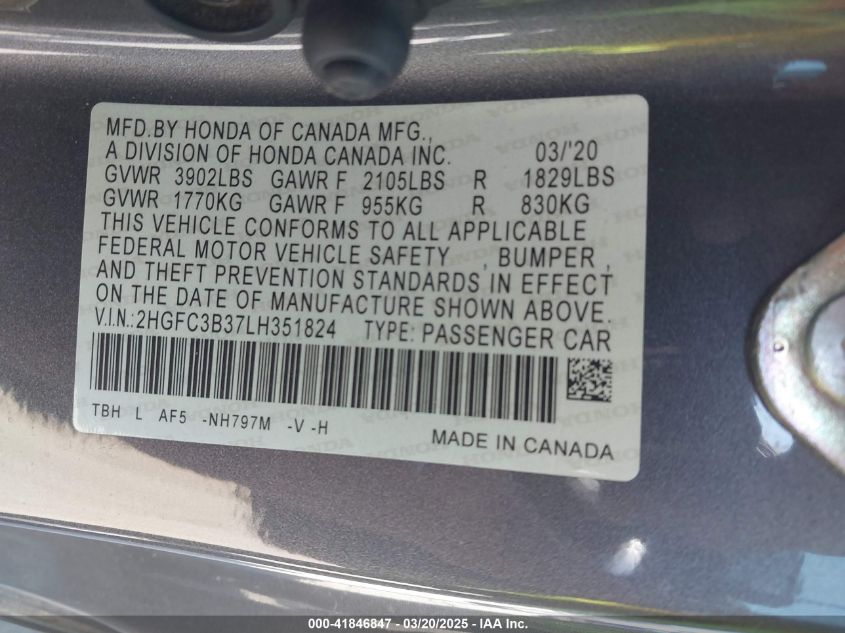 MFD.BY HONDA OF CANADA MFG.,
A DIVISION OF HONDA CANADA INC. 03/'20
GVWR 3902LBS GAWR F 2105LBS R 1829LBS
GVWR 1770KG GAWR F 955KG R 830KG
THIS VEHICLE CONFORMS TO ALL APPLICABLE
FEDERAL MOTOR VEHICLE SAFETY , BUMPER ,
AND THEFT PREVENTION STANDARDS IN EFFECT
ON THE DATE OF MANUFACTURE SHOWN ABOVE.
V.I.N.:2HGFC3B37LH351824 TYPE: PASSENGER CAR
TBH L AF5 -NH797M -V -H
MADE IN CANADA
000-41846847 | 03/20/2025 | IAA Inc.